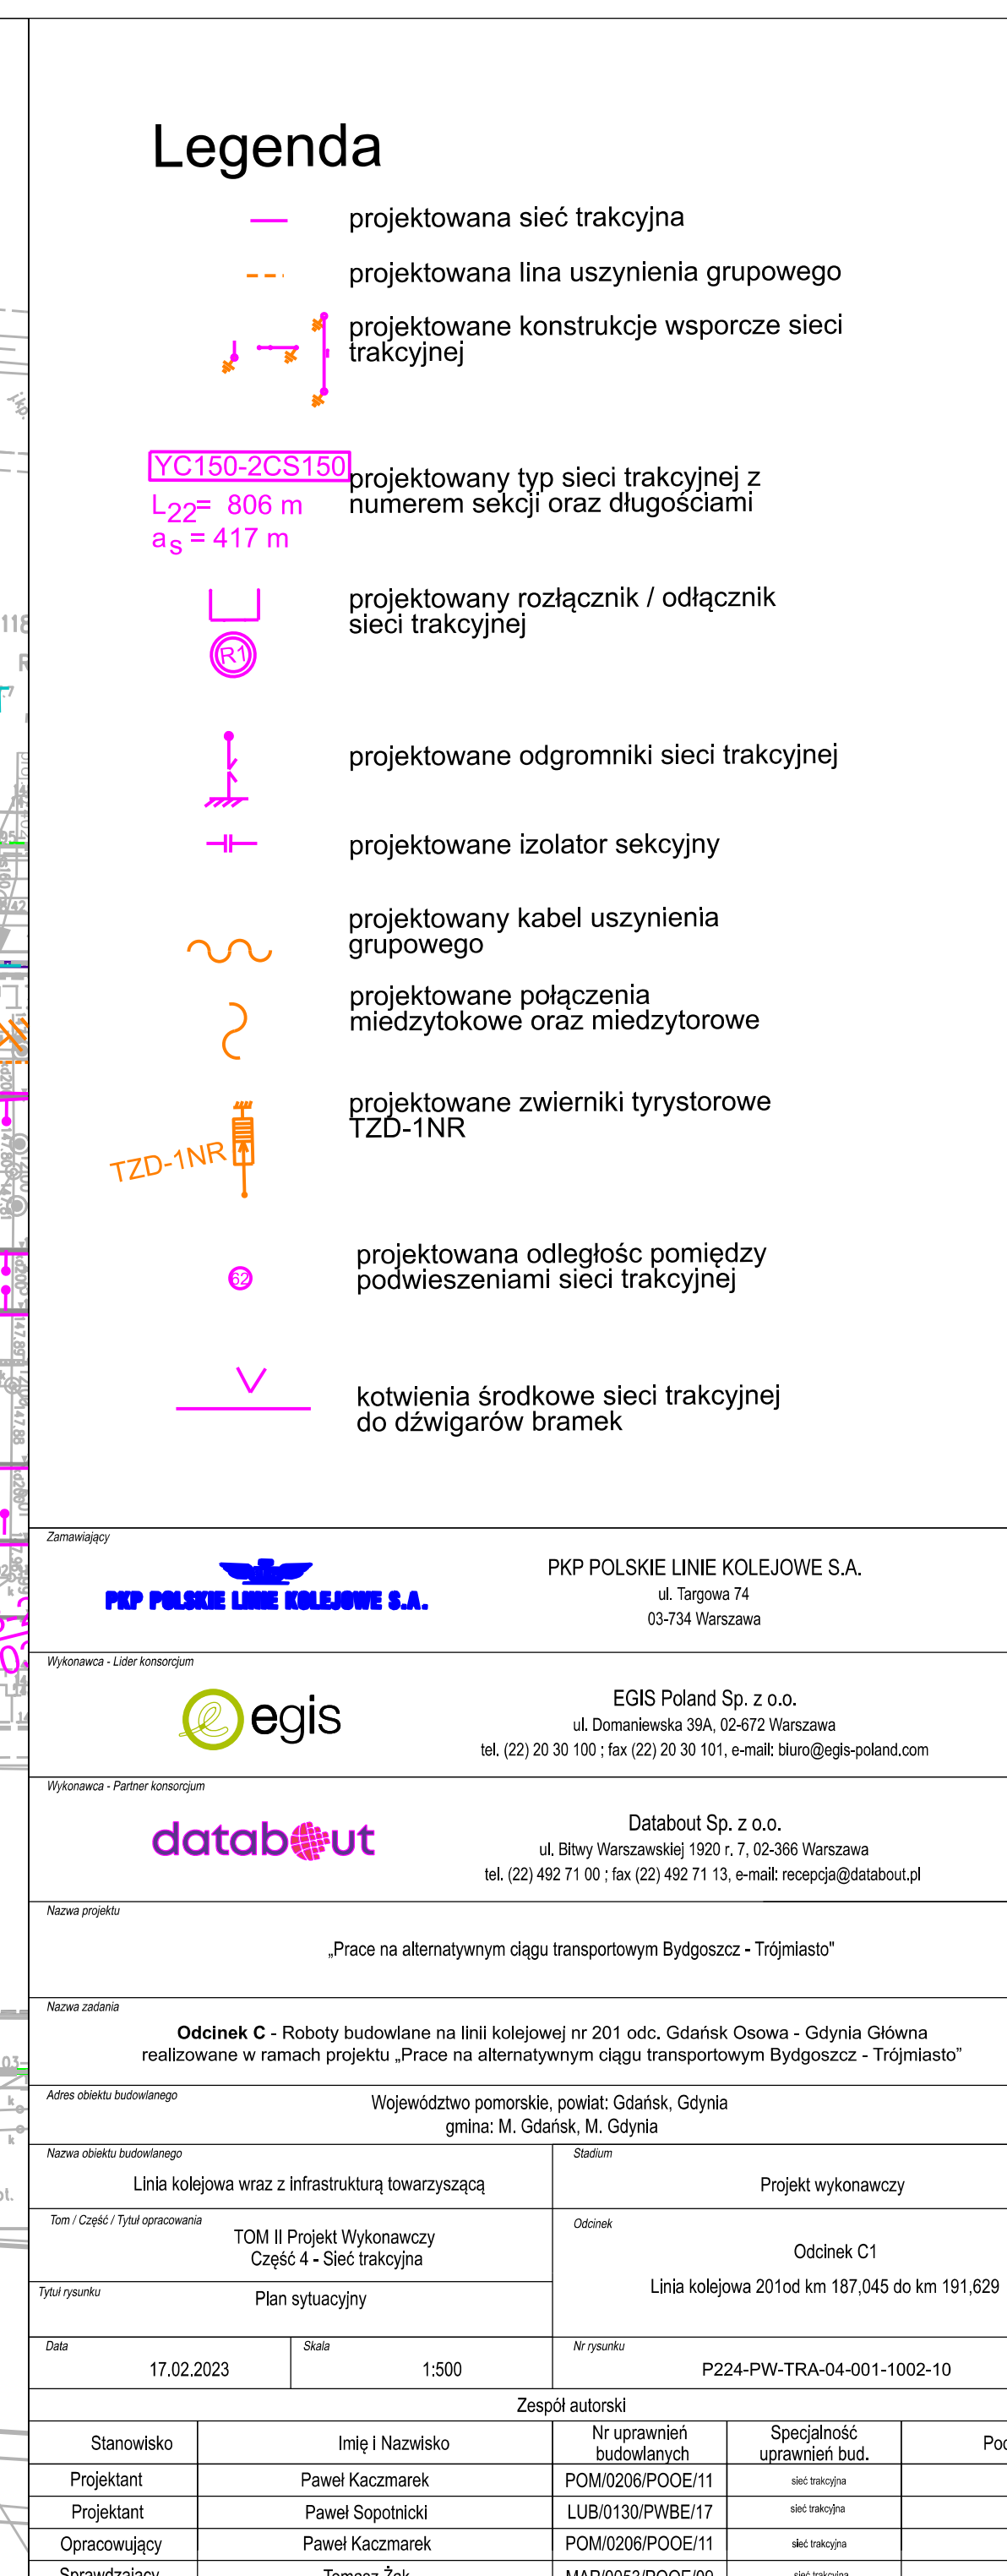 Legenda
projektowana sieć trakcyjna
projektowana lina uszynienia grupowego
projektowane konstrukcje wsporcze sieci
trakcyjnej
YC150-2CS150
L22= 806 m
as = 417 m
projektowany typ sieci trakcyjnej z
numerem sekcji oraz długościami
projektowany rozłącznik / odłącznik
sieci trakcyjnej
R1
projektowane odgromniki sieci trakcyjnej
projektowane izolator sekcyjny
projektowany kabel uszynienia
grupowego
projektowane połączenia
miedzytokowe oraz miedzytorowe
projektowane zwierniki tyrystorowe
TZD-1NR
TZD-1NR
projektowana odległośc pomiędzy
podwieszeniami sieci trakcyjnej
62
kotwienia środkowe sieci trakcyjnej
do dźwigarów bramek
Zamawiający
PKP POLSKIE LINIE KOLEJOWE S.A.
PKP POLSKIE LINIE KOLEJOWE S.A.
ul. Targowa 74
03-734 Warszawa
Wykonawca - Lider konsorcjum
egis
EGIS Poland Sp. z o.o.
ul. Domaniewska 39A, 02-672 Warszawa
tel. (22) 20 30 100 ; fax (22) 20 30 101, e-mail: biuro@egis-poland.com
Wykonawca - Partner konsorcjum
databout
Databout Sp. z o.o.
ul. Bitwy Warszawskiej 1920 r. 7, 02-366 Warszawa
tel. (22) 492 71 00 ; fax (22) 492 71 13, e-mail: recepcja@databout.pl
Nazwa projektu
„Prace na alternatywnym ciągu transportowym Bydgoszcz - Trójmiasto"
Nazwa zadania
Odcinek C - Roboty budowlane na linii kolejowej nr 201 odc. Gdańsk Osowa - Gdynia Główna
realizowane w ramach projektu „Prace na alternatywnym ciągu transportowym Bydgoszcz - Trójmiasto”
Adres obiektu budowlanego
Województwo pomorskie, powiat: Gdańsk, Gdynia
gmina: M. Gdańsk, M. Gdynia
Nazwa obiektu budowlanego
Linia kolejowa wraz z infrastrukturą towarzyszącą
Stadium
Projekt wykonawczy
Tom / Część / Tytuł opracowania
TOM II Projekt Wykonawczy
Część 4 - Sieć trakcyjna
Odcinek
Odcinek C1
Linia kolejowa 201od km 187,045 do km 191,629
Tytuł rysunku
Plan sytuacyjny
Data
17.02.2023
Skala
1:500
Nr rysunku
P224-PW-TRA-04-001-1002-10
Zespół autorski
Stanowisko Imię i Nazwisko Nr uprawnień budowlanych Specjalność uprawnień bud.
Projektant Paweł Kaczmarek POM/0206/POOE/11 sieć trakcyjna
Projektant Paweł Sopotnicki LUB/0130/PWBE/17 sieć trakcyjna
Opracowujący Paweł Kaczmarek POM/0206/POOE/11 sieć trakcyjna
Sprawdzający Tomasz Żak MAP/0053/POOE/09 sieć trakcyjna